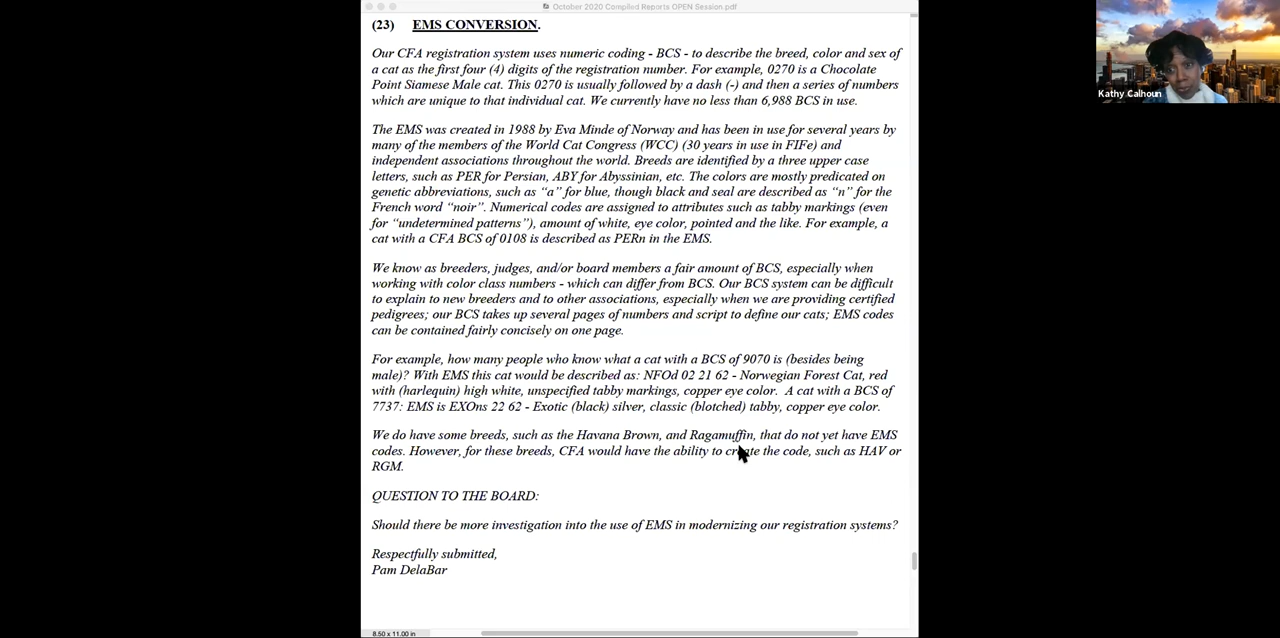 October 2020 Compiled Reports OPEN Session.pdf
(23) EMS CONVERSION.
Our CFA registration system uses numeric coding - BCS - to describe the breed, color and sex of
a cat as the first four (4) digits of the registration number. For example, 0270 is a Chocolate
Point Siamese Male cat. This 0270 is usually followed by a dash (-) and then a series of numbers
which are unique to that individual cat. We currently have no less than 6,988 BCS in use.
The EMS was created in 1988 by Eva Minde of Norway and has been in use for several years by
many of the members of the World Cat Congress (WCC) (30 years in use in FIFe) and
independent associations throughout the world. Breeds are identified by a three upper case
letters, such as PER for Persian, ABY for Abyssinian, etc. The colors are mostly predicated on
genetic abbreviations, such as “a” for blue, though black and seal are described as “n” for the
French word “noir”. Numerical codes are assigned to attributes such as tabby markings (even
for “undetermined patterns”), amount of white, eye color, pointed and the like. For example, a
cat with a CFA BCS of 0108 is described as PERn in the EMS.
We know as breeders, judges, and/or board members a fair amount of BCS, especially when
working with color class numbers - which can differ from BCS. Our BCS system can be difficult
to explain to new breeders and to other associations, especially when we are providing certified
pedigrees; our BCS takes up several pages of numbers and script to define our cats; EMS codes
can be contained fairly concisely on one page.
For example, how many people who know what a cat with a BCS of 9070 is (besides being
male)? With EMS this cat would be described as: NFOd 02 21 62 - Norwegian Forest Cat, red
with (harlequin) high white, unspecified tabby markings, copper eye color. A cat with a BCS of
7737: EMS is EXOns 22 62 - Exotic (black) silver, classic (blotched) tabby, copper eye color.
We do have some breeds, such as the Havana Brown, and Ragamuffin, that do not yet have EMS
codes. However, for these breeds, CFA would have the ability to create the code, such as HAV or
RGM.
QUESTION TO THE BOARD:
Should there be more investigation into the use of EMS in modernizing our registration systems?
Respectfully submitted,
Pam DelaBar
8.50 x 11.00 in
Kathy Calhoun